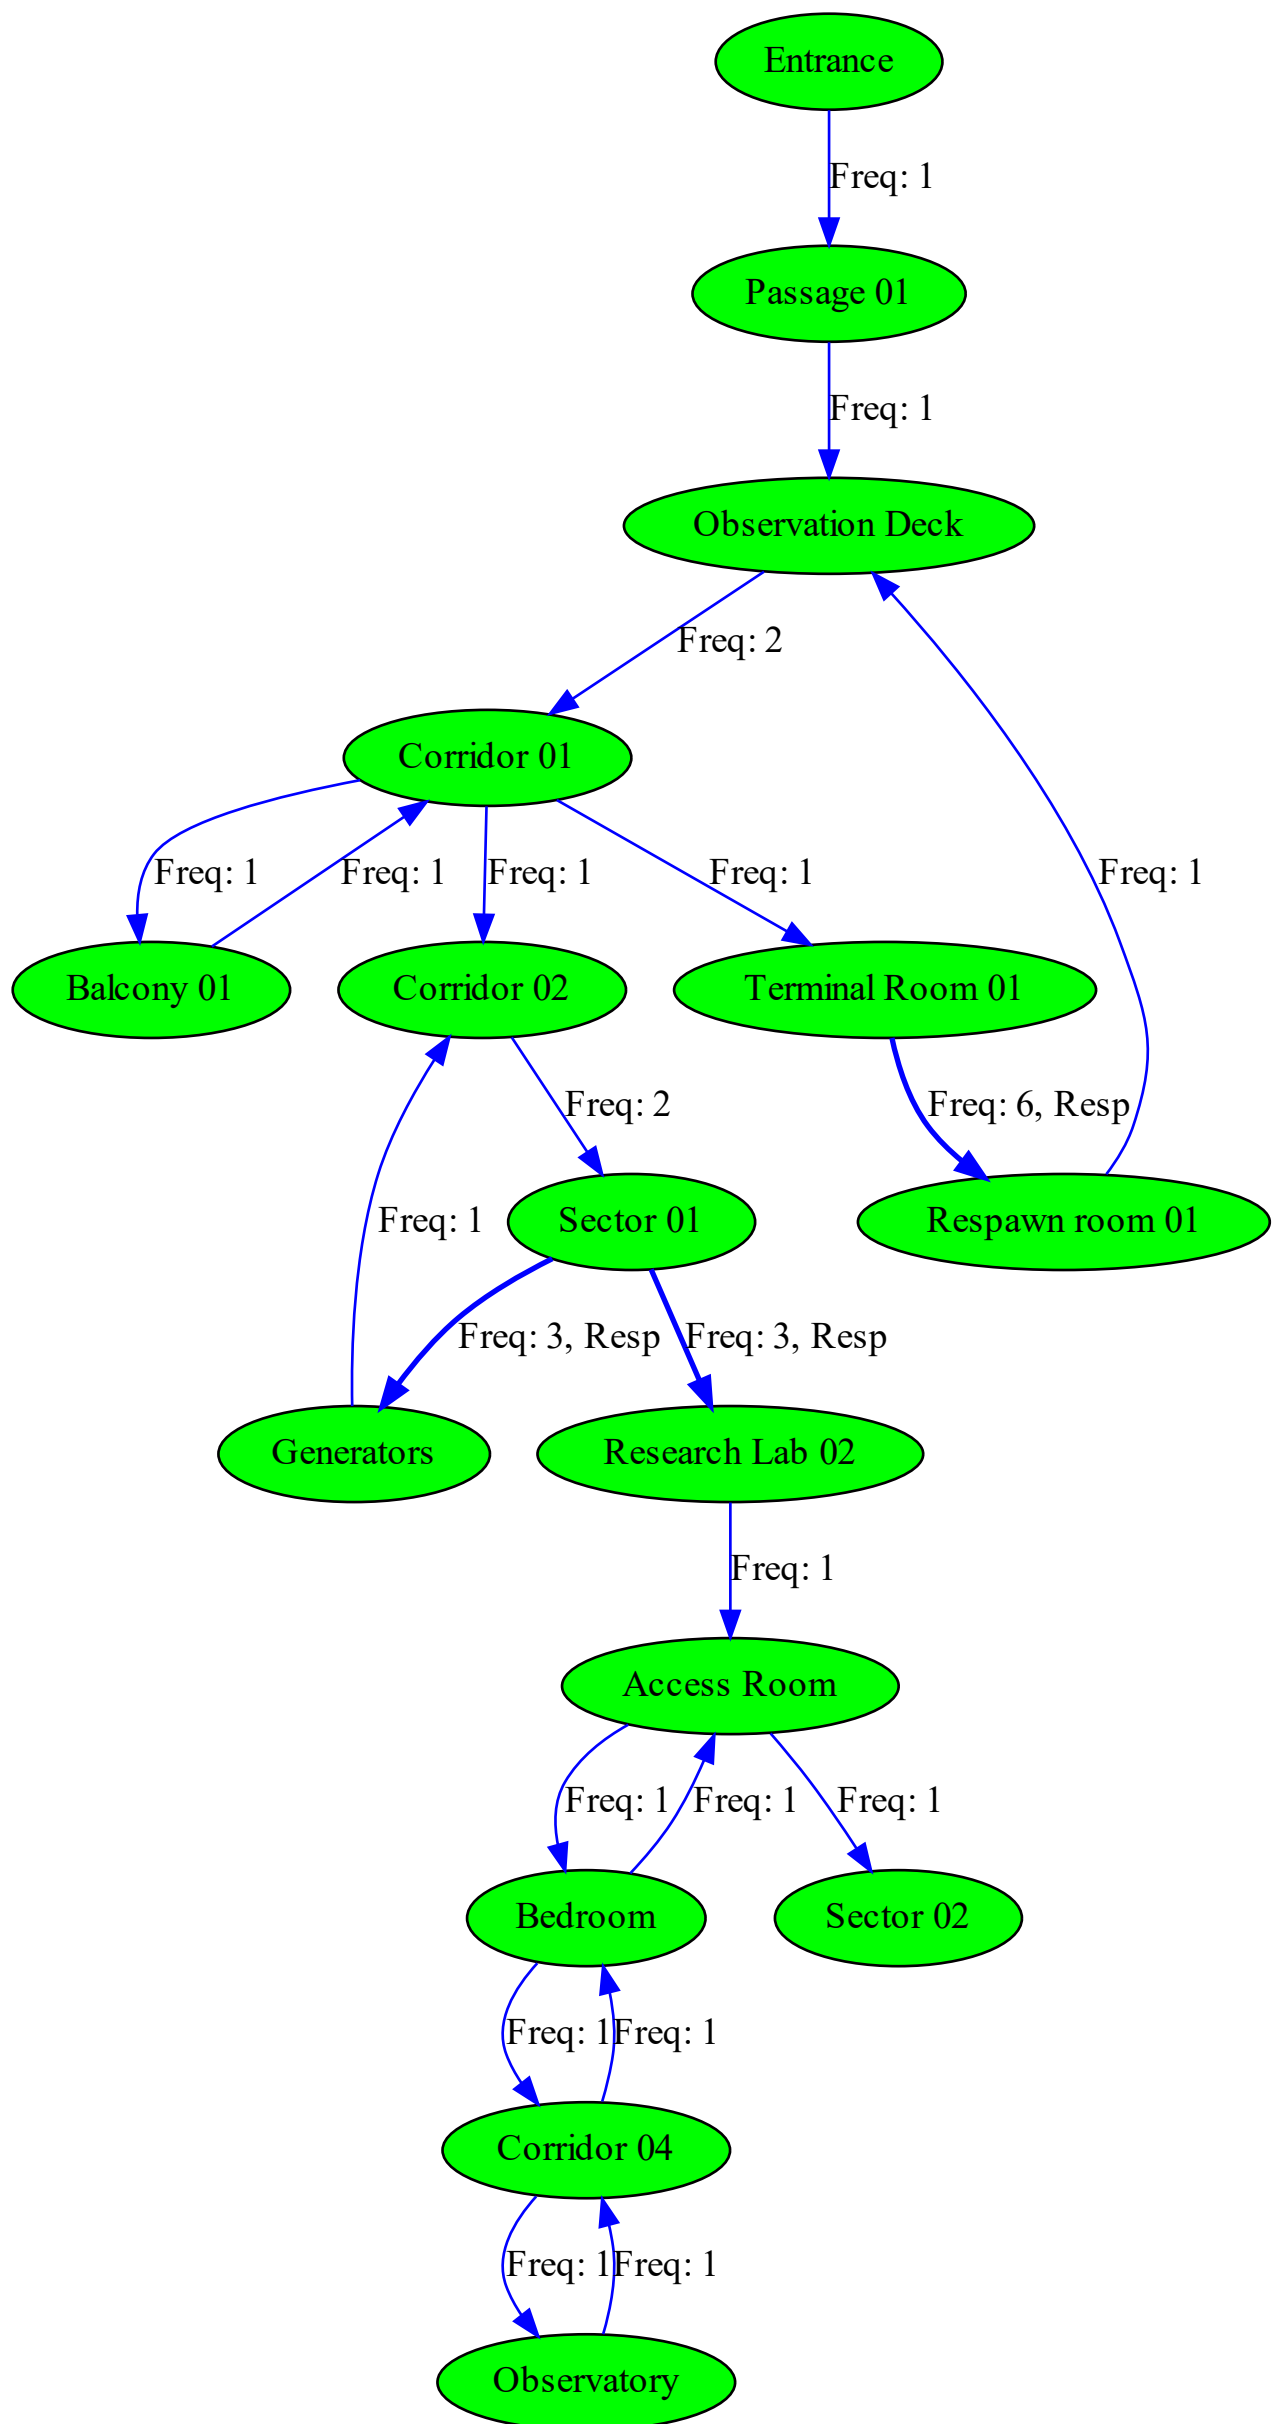 Entrance
Freq: 1
Passage 01
Freq: 1
Observation Deck
Freq: 2
Corridor 01
Freq: 1
Freq: 1
Freq: 1
Freq: 1
Freq: 1
Balcony 01
Corridor 02
Terminal Room 01
Freq: 2
Freq: 6, Resp
Freq: 1
Sector 01
Respawn room 01
Freq: 3, Resp
Freq: 3, Resp
Generators
Research Lab 02
Freq: 1
Access Room
Freq: 1
Freq: 1
Freq: 1
Bedroom
Sector 02
Freq: 1
Freq: 1
Corridor 04
Freq: 1
Freq: 1
Observatory